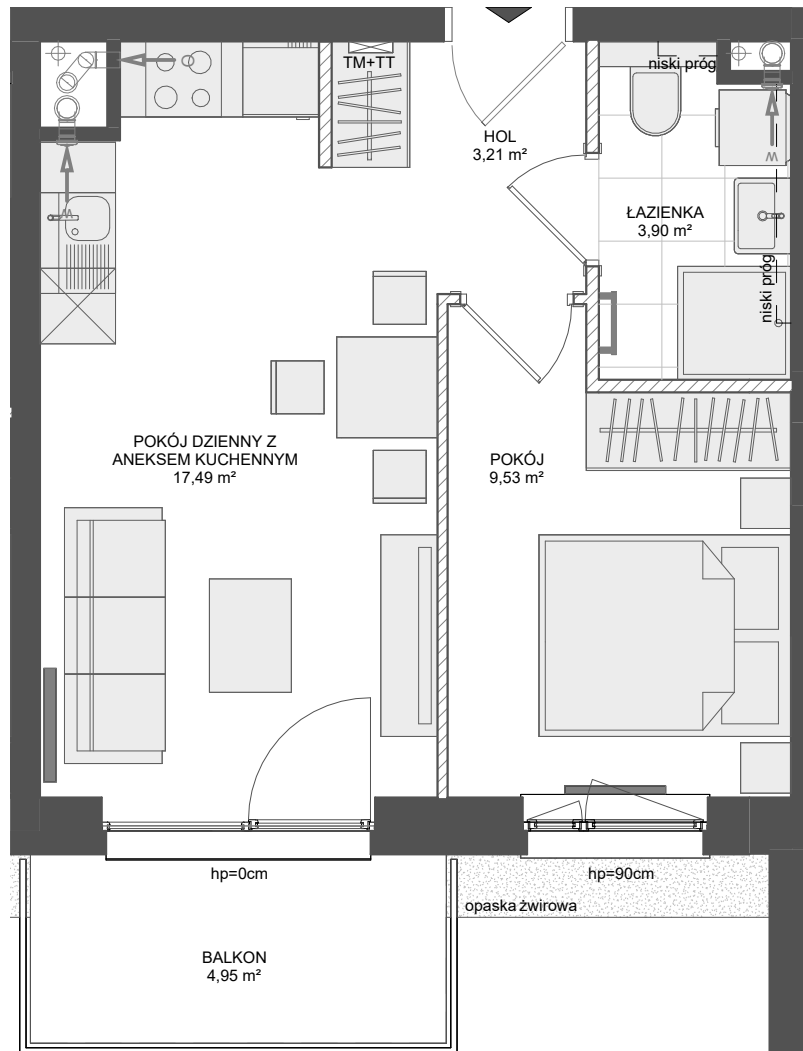 niski próg
TM+TT
HOL
3,21 m²
ŁAZIENKA
3,90 m²
niski próg
POKÓJ DZIENNY Z
ANEKSEM KUCHENNYM
17,49 m²
POKÓJ
9,53 m²
hp=0cm
hp=90cm
opaska żwirowa
BALKON
4,95 m²